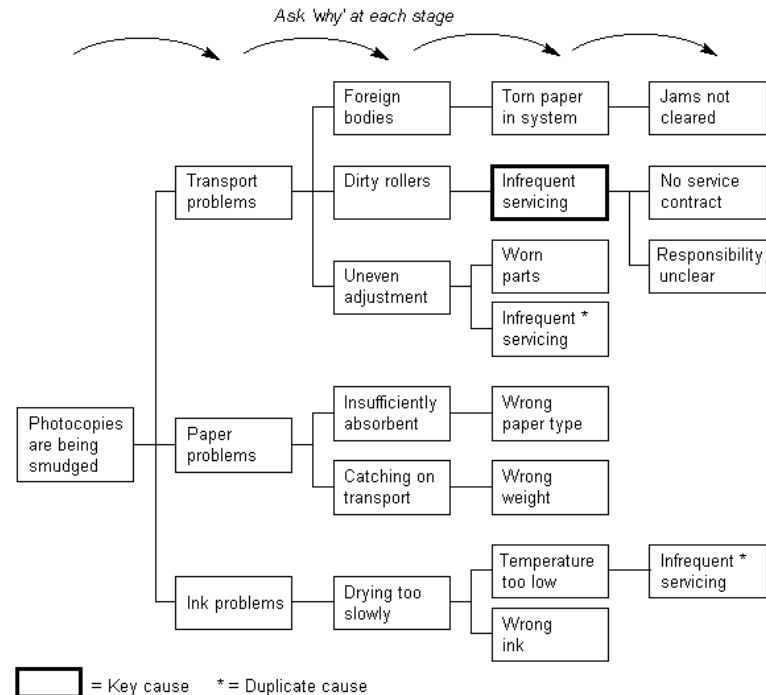 Ask 'why' at each stage
Foreign
bodies
Torn paper
in system
Jams not
cleared
Transport
problems
Dirty rollers
Infrequent
servicing
No service
contract
Uneven
adjustment
Worn
parts
Responsibility
unclear
Infrequent *
servicing
Photocopies
are being
smudged
Paper
problems
Insufficiently
absorbent
Wrong
paper type
Catching on
transport
Wrong
weight
Ink problems
Drying too
slowly
Temperature
too low
Infrequent *
servicing
Wrong
ink
= Key cause * = Duplicate cause